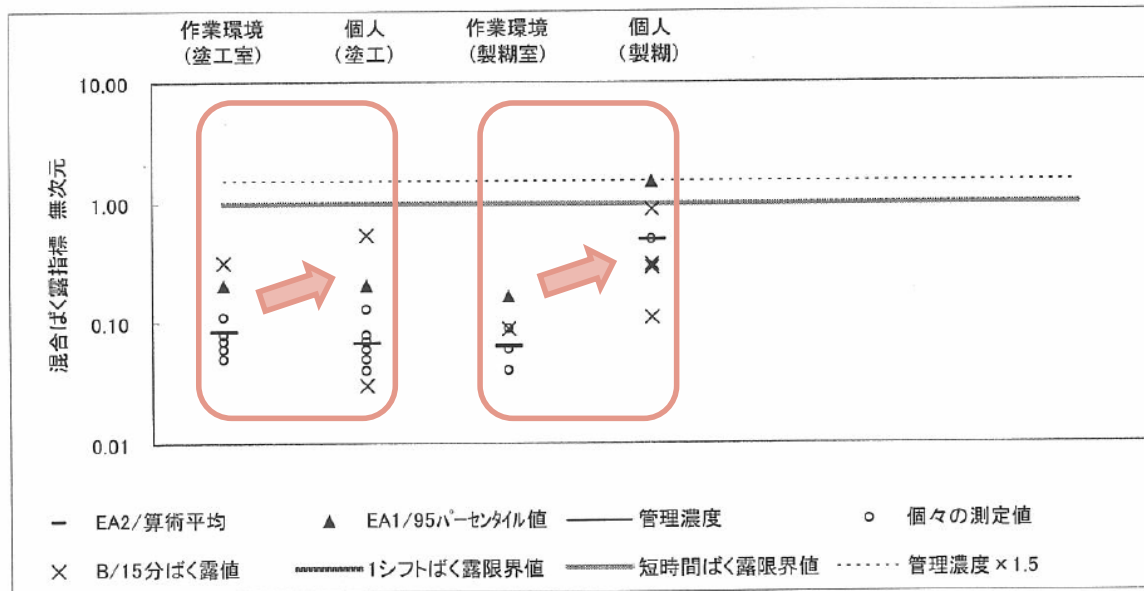 作業環境 個人 作業環境 個人
(塗工室) (塗工) (製糊室) (製糊)
10.00
1.00
0.10
0.01
混合ばく露指標 無次元
EA2/算術平均 EA1/95パーセンタイル値 管理濃度 個々の測定値
B/15分ばく露値 1シフトばく露限界値 短時間ばく露限界値 管理濃度×1.5